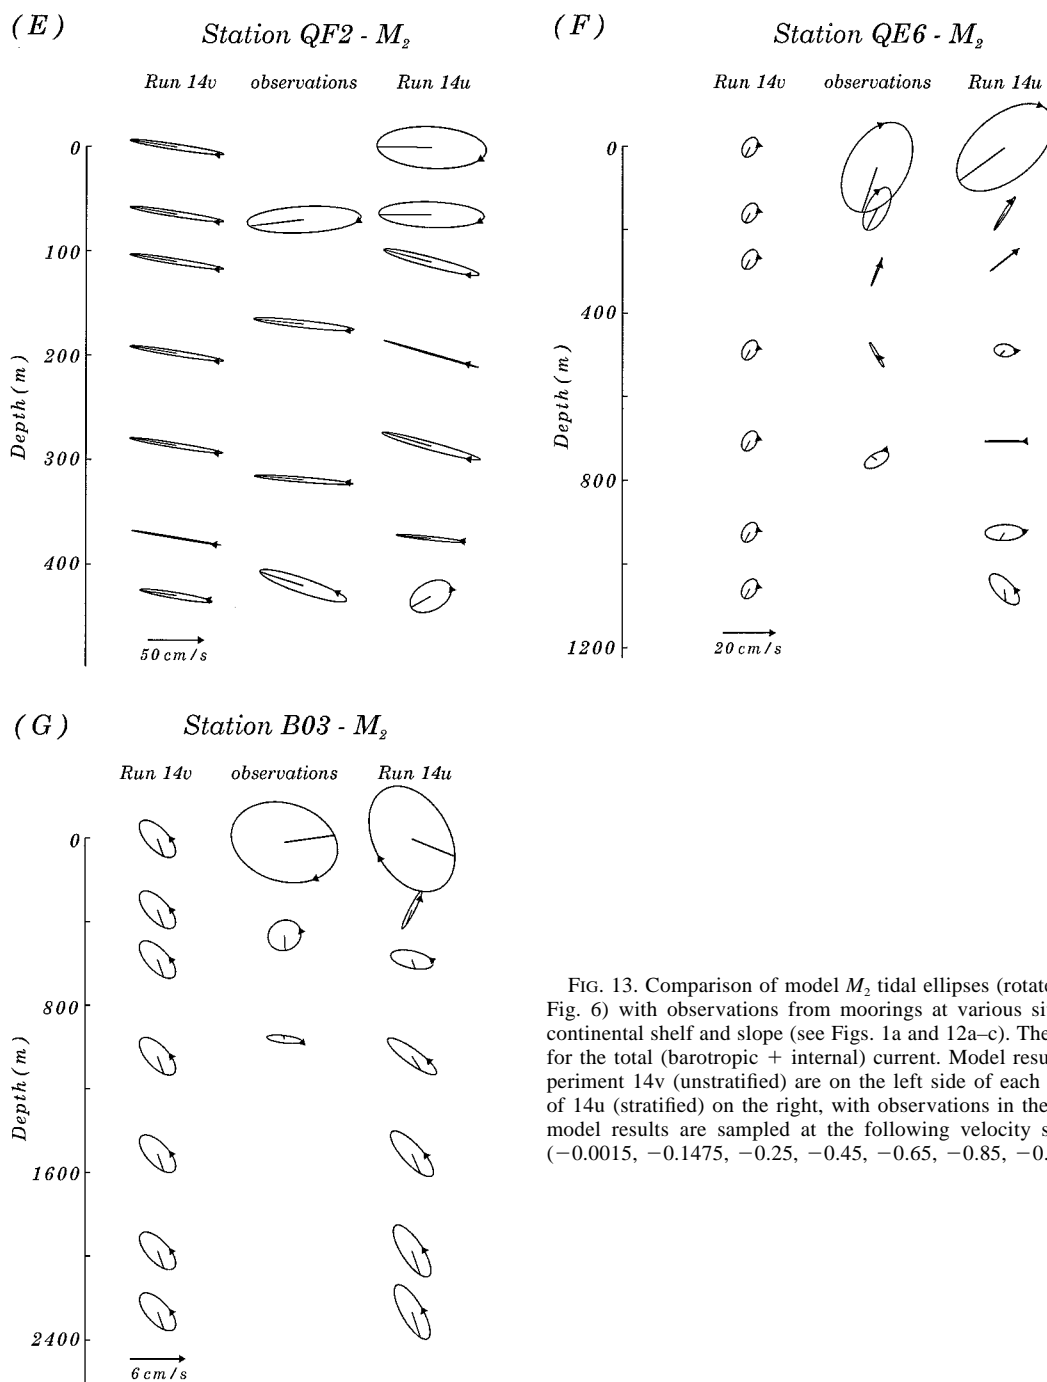 (E)
Station QF2 - M₂
Run 14v observations Run 14u
0
100
200
300
400
Depth (m)
50 cm/s
(F)
Station QE6 - M₂
Run 14v observations Run 14u
0
400
800
1200
Depth (m)
20 cm/s
(G)
Station B03 - M₂
Run 14v observations Run 14u
0
800
1600
2400
Depth (m)
6 cm/s
FIG. 13. Comparison of model M₂ tidal ellipses (rotate
Fig. 6) with observations from moorings at various si
continental shelf and slope (see Figs. 1a and 12a–c). The
for the total (barotropic + internal) current. Model resu
periment 14v (unstratified) are on the left side of each
of 14u (stratified) on the right, with observations in the
model results are sampled at the following velocity s
(−0.0015, −0.1475, −0.25, −0.45, −0.65, −0.85, −0.